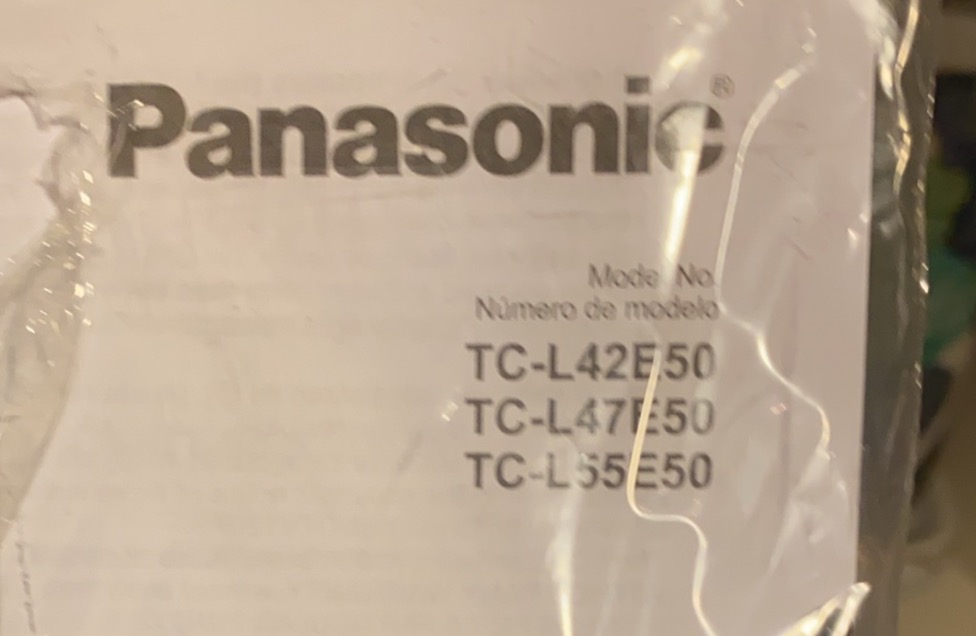 Panasonic®
Model No.
Número de modelo
TC-L42E50
TC-L47E50
TC-L55E50